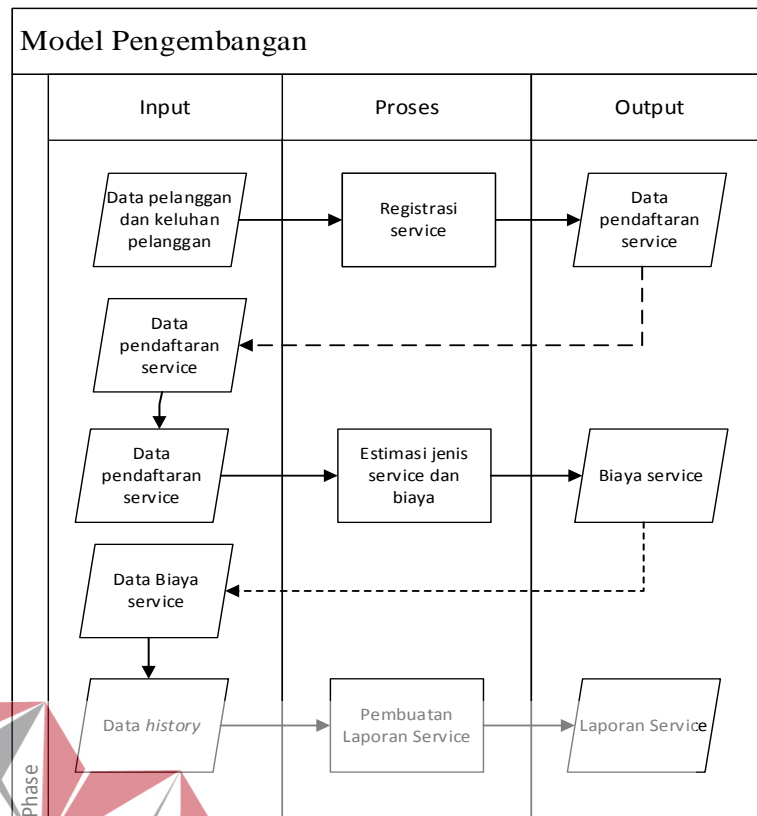 Model Pengembangan
Input
Proses
Output
Data pelanggan
dan keluhan
pelanggan
Registrasi
service
Data
pendaftaran
service
Data
pendaftaran
service
Data
pendaftaran
service
Estimasi jenis
service dan
biaya
Biaya service
Data Biaya
service
Data history
Pembuatan
Laporan Service
Laporan Service
Phase